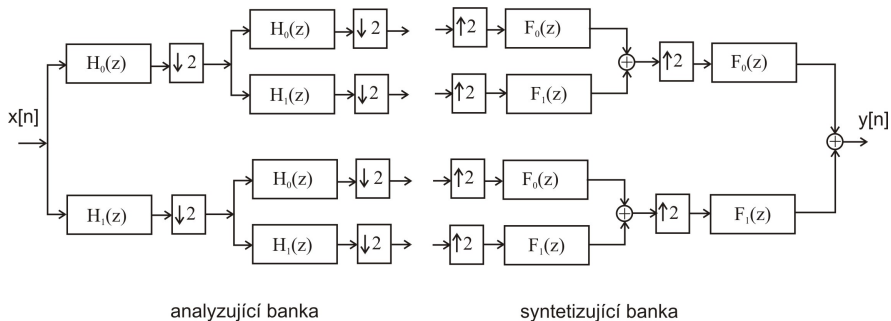 H₀(z) ↓2 ↑2 F₀(z)
H₀(z) ↓2 ↑2 F₀(z)
H₁(z) ↓2 ↑2 F₁(z)
x[n] y[n]
H₀(z) ↓2 ↑2 F₀(z)
H₁(z) ↓2 ↑2 F₁(z)
H₁(z) ↓2 ↑2 F₁(z)
analyzující banka syntetizující banka